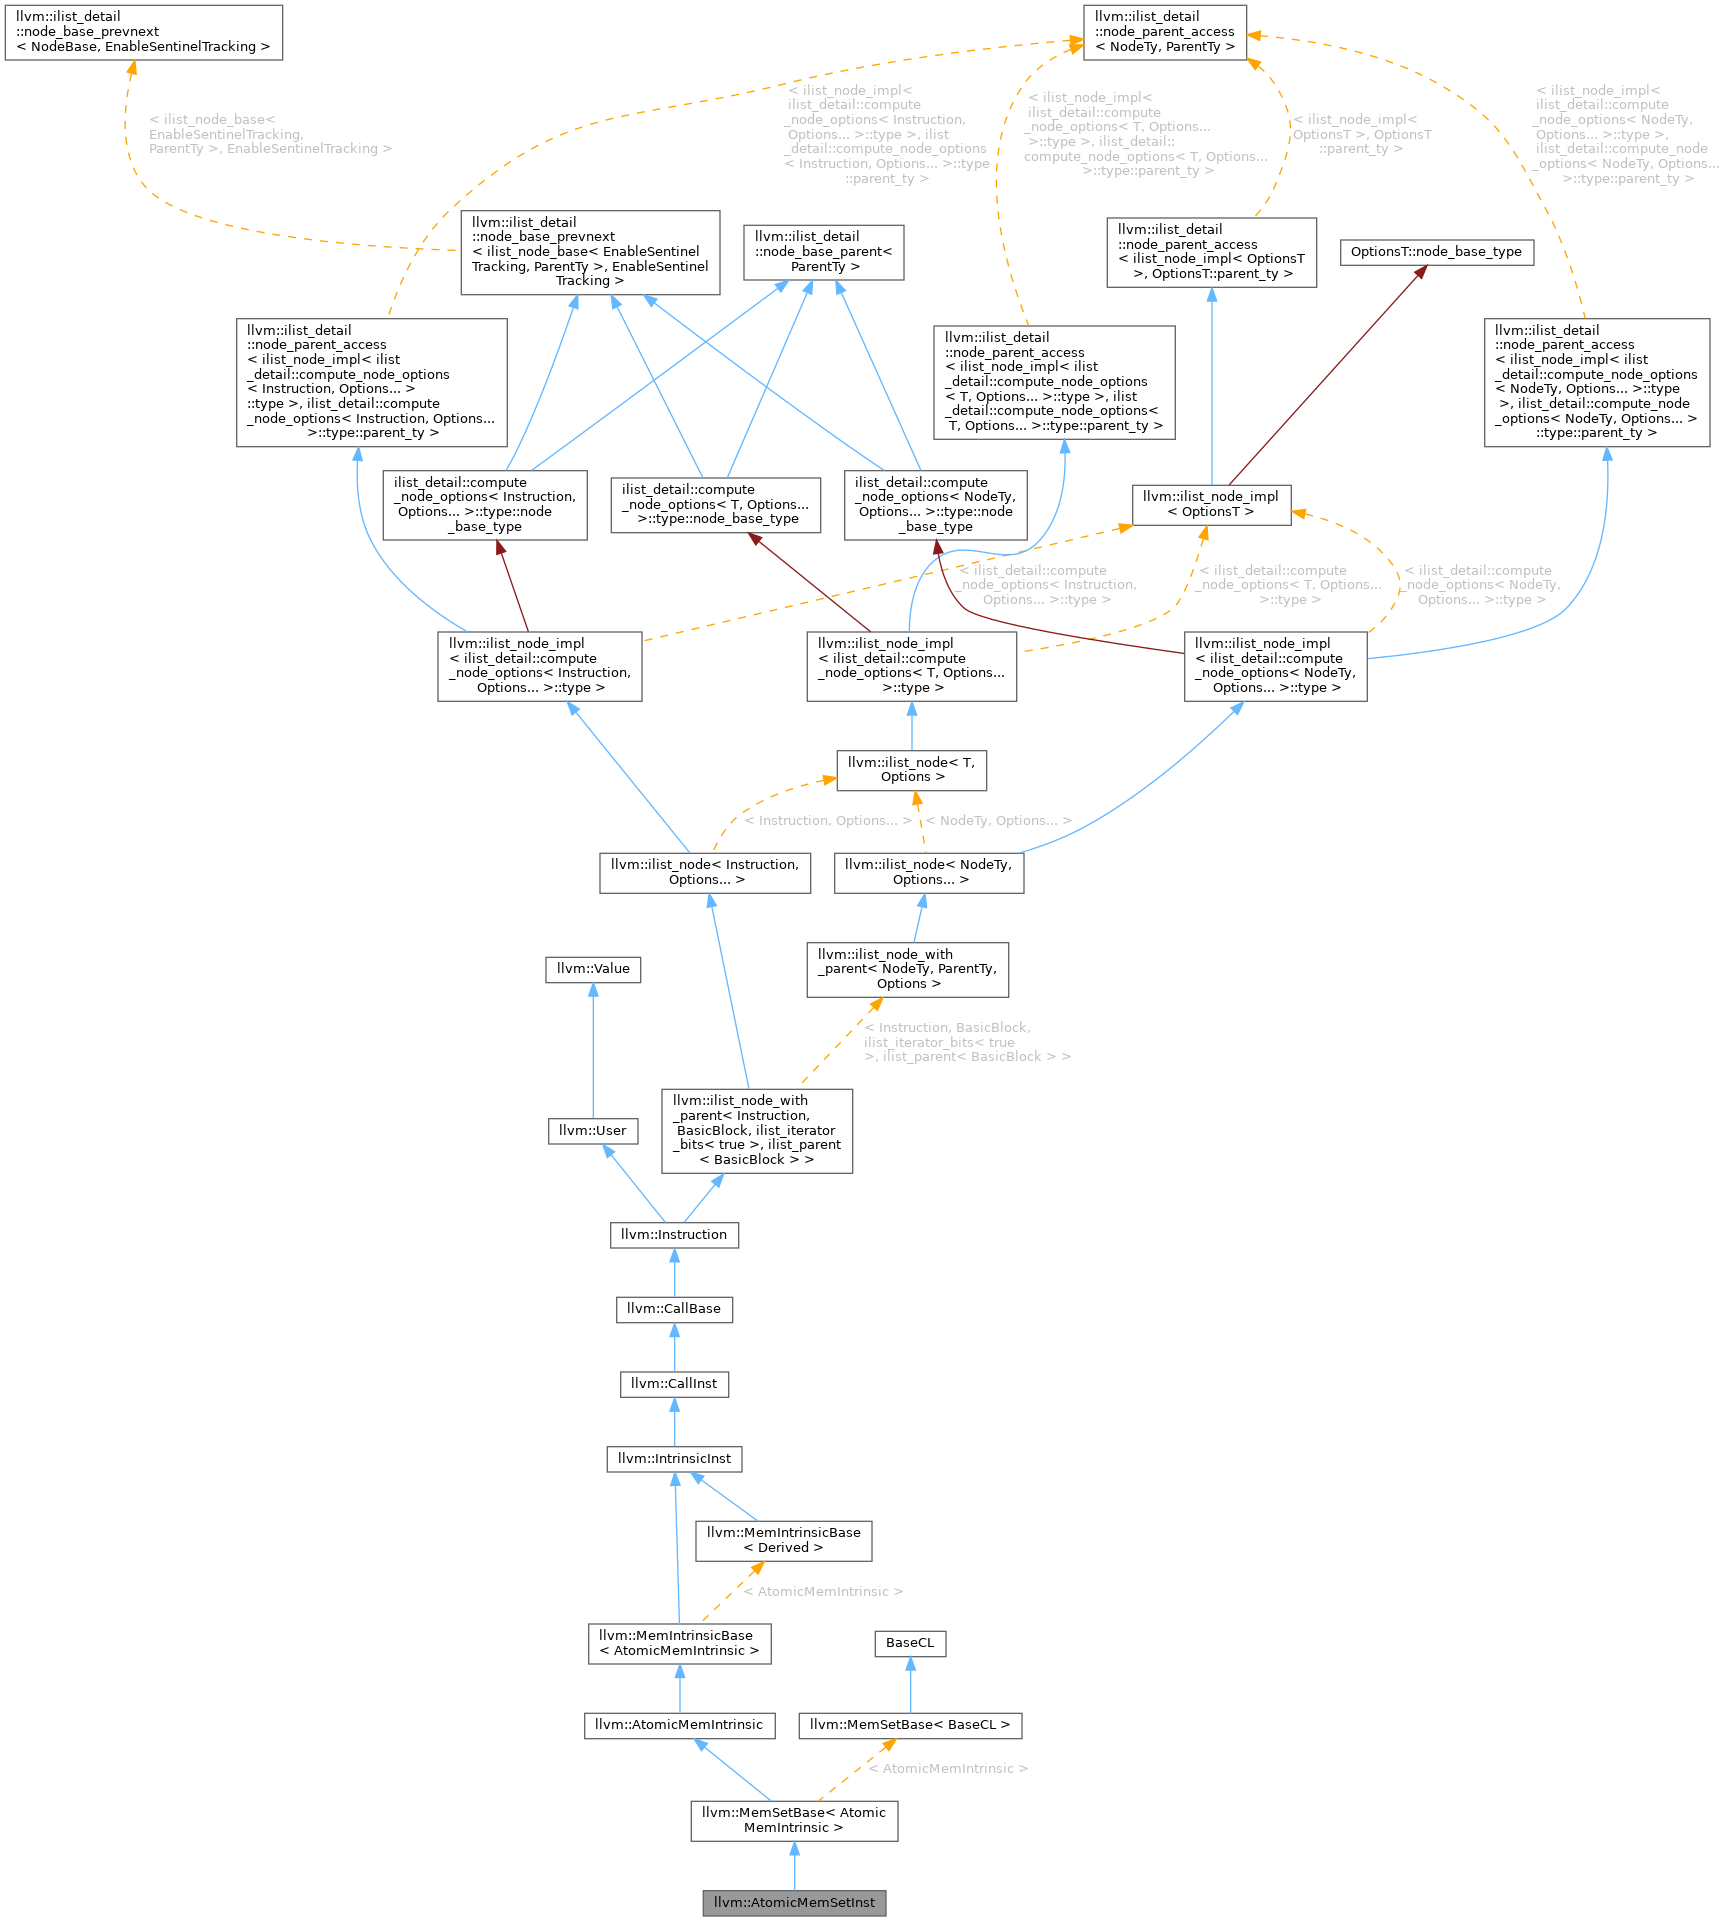 llvm::ilist_detail
::node_base_prevnext
< NodeBase, EnableSentinelTracking >
llvm::ilist_detail
::node_parent_access
< NodeTy, ParentTy >
< ilist_node_base<
EnableSentinelTracking,
ParentTy >, EnableSentinelTracking >
< ilist_node_impl<
ilist_detail::compute
_node_options< Instruction,
Options... >::type >, ilist
_detail::compute_node_options
< Instruction, Options... >::type
::parent_ty >
< ilist_node_impl<
ilist_detail::compute
_node_options< T, Options...
>::type >, ilist_detail::
compute_node_options< T, Options...
>::type::parent_ty >
< ilist_node_impl<
OptionsT >, OptionsT
::parent_ty >
< ilist_node_impl<
ilist_detail::compute
_node_options< NodeTy,
Options... >::type >,
ilist_detail::compute_node
_options< NodeTy, Options...
>::type::parent_ty >
llvm::ilist_detail
::node_base_prevnext
< ilist_node_base< EnableSentinel
Tracking, ParentTy >, EnableSentinel
Tracking >
llvm::ilist_detail
::node_base_parent<
ParentTy >
llvm::ilist_detail
::node_parent_access
< ilist_node_impl< OptionsT
>, OptionsT::parent_ty >
OptionsT::node_base_type
llvm::ilist_detail
::node_parent_access
< ilist_node_impl< ilist
_detail::compute_node_options
< Instruction, Options... >
::type >, ilist_detail::compute
_node_options< Instruction, Options...
>::type::parent_ty >
llvm::ilist_detail
::node_parent_access
< ilist_node_impl< ilist
_detail::compute_node_options
< T, Options... >::type >, ilist
_detail::compute_node_options<
T, Options... >::type::parent_ty >
llvm::ilist_detail
::node_parent_access
< ilist_node_impl< ilist
_detail::compute_node_options
< NodeTy, Options... >::type
>, ilist_detail::compute_node
_options< NodeTy, Options... >
::type::parent_ty >
ilist_detail::compute
_node_options< Instruction,
Options... >::type::node
_base_type
ilist_detail::compute
_node_options< T, Options...
>::type::node_base_type
ilist_detail::compute
_node_options< NodeTy,
Options... >::type::node
_base_type
llvm::ilist_node_impl
< OptionsT >
< ilist_detail::compute
_node_options< Instruction,
Options... >::type >
< ilist_detail::compute
_node_options< T, Options...
>::type >
< ilist_detail::compute
_node_options< NodeTy,
Options... >::type >
llvm::ilist_node_impl
< ilist_detail::compute
_node_options< Instruction,
Options... >::type >
llvm::ilist_node_impl
< ilist_detail::compute
_node_options< T, Options...
>::type >
llvm::ilist_node_impl
< ilist_detail::compute
_node_options< NodeTy,
Options... >::type >
llvm::ilist_node< T,
Options >
< Instruction, Options... >
< NodeTy, Options... >
llvm::ilist_node< Instruction,
Options... >
llvm::ilist_node< NodeTy,
Options... >
llvm::Value
llvm::ilist_node_with
_parent< NodeTy, ParentTy,
Options >
< Instruction, BasicBlock,
ilist_iterator_bits< true
>, ilist_parent< BasicBlock > >
llvm::User
llvm::ilist_node_with
_parent< Instruction,
BasicBlock, ilist_iterator
_bits< true >, ilist_parent
< BasicBlock > >
llvm::Instruction
llvm::CallBase
llvm::CallInst
llvm::IntrinsicInst
llvm::MemIntrinsicBase
< Derived >
< AtomicMemIntrinsic >
llvm::MemIntrinsicBase
< AtomicMemIntrinsic >
BaseCL
llvm::AtomicMemIntrinsic
llvm::MemSetBase< BaseCL >
< AtomicMemIntrinsic >
llvm::MemSetBase< Atomic
MemIntrinsic >
llvm::AtomicMemSetInst